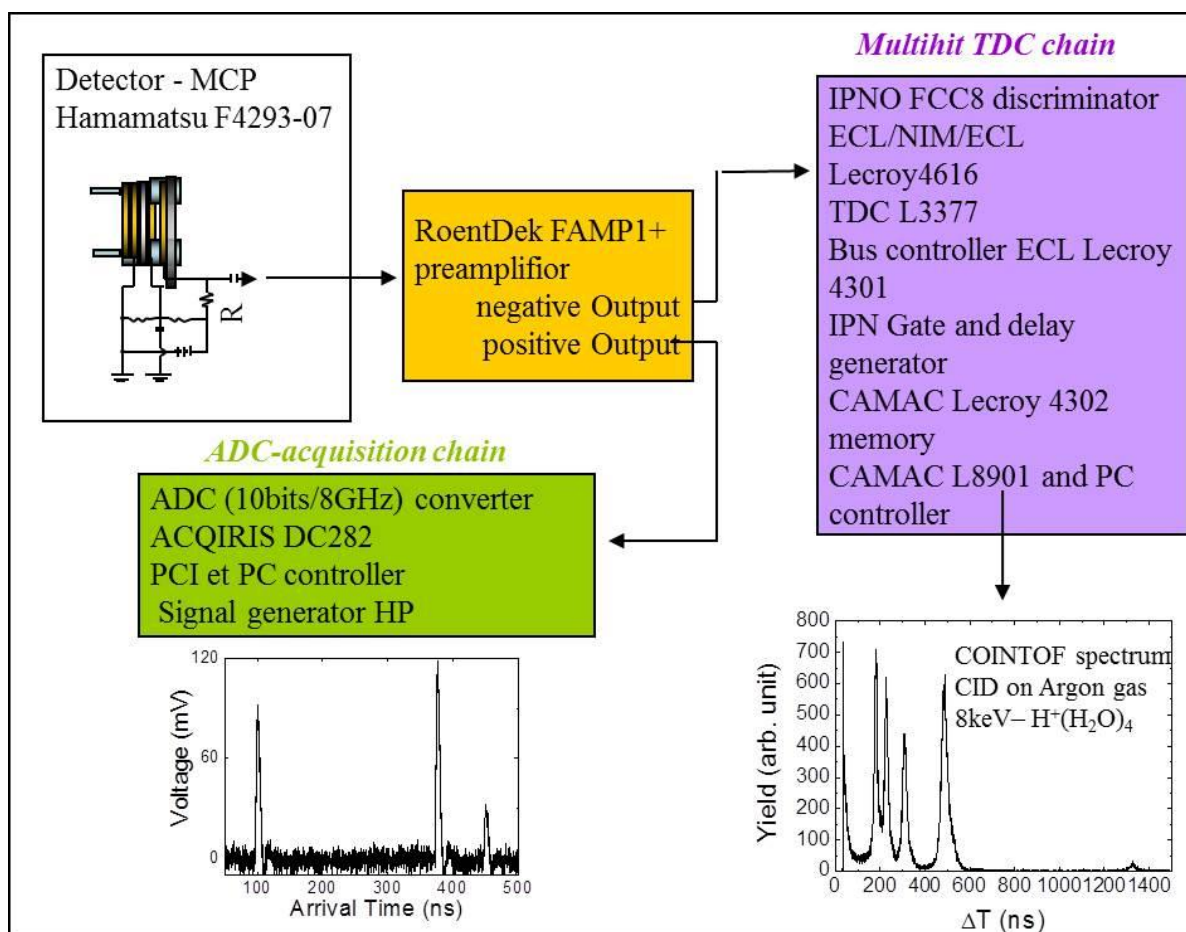 Multihit TDC chain
Detector - MCP
Hamamatsu F4293-07
R
RoentDek FAMP1+
preamplifior
negative Output
positive Output
IPNO FCC8 discriminator
ECL/NIM/ECL
Lecroy4616
TDC L3377
Bus controller ECL Lecroy
4301
IPN Gate and delay
generator
CAMAC Lecroy 4302
memory
CAMAC L8901 and PC
controller
ADC-acquisition chain
ADC (10bits/8GHz) converter
ACQIRIS DC282
PCI et PC controller
Signal generator HP
120
60
0
Voltage (mV)
100 200 300 400 500
Arrival Time (ns)
800
700
600
500
400
300
200
100
0
Yield (arb. unit)
COINTOF spectrum
CID on Argon gas
8keV– H⁺(H₂O)₄
0 200 400 600 800 1000 1200 1400
ΔT (ns)